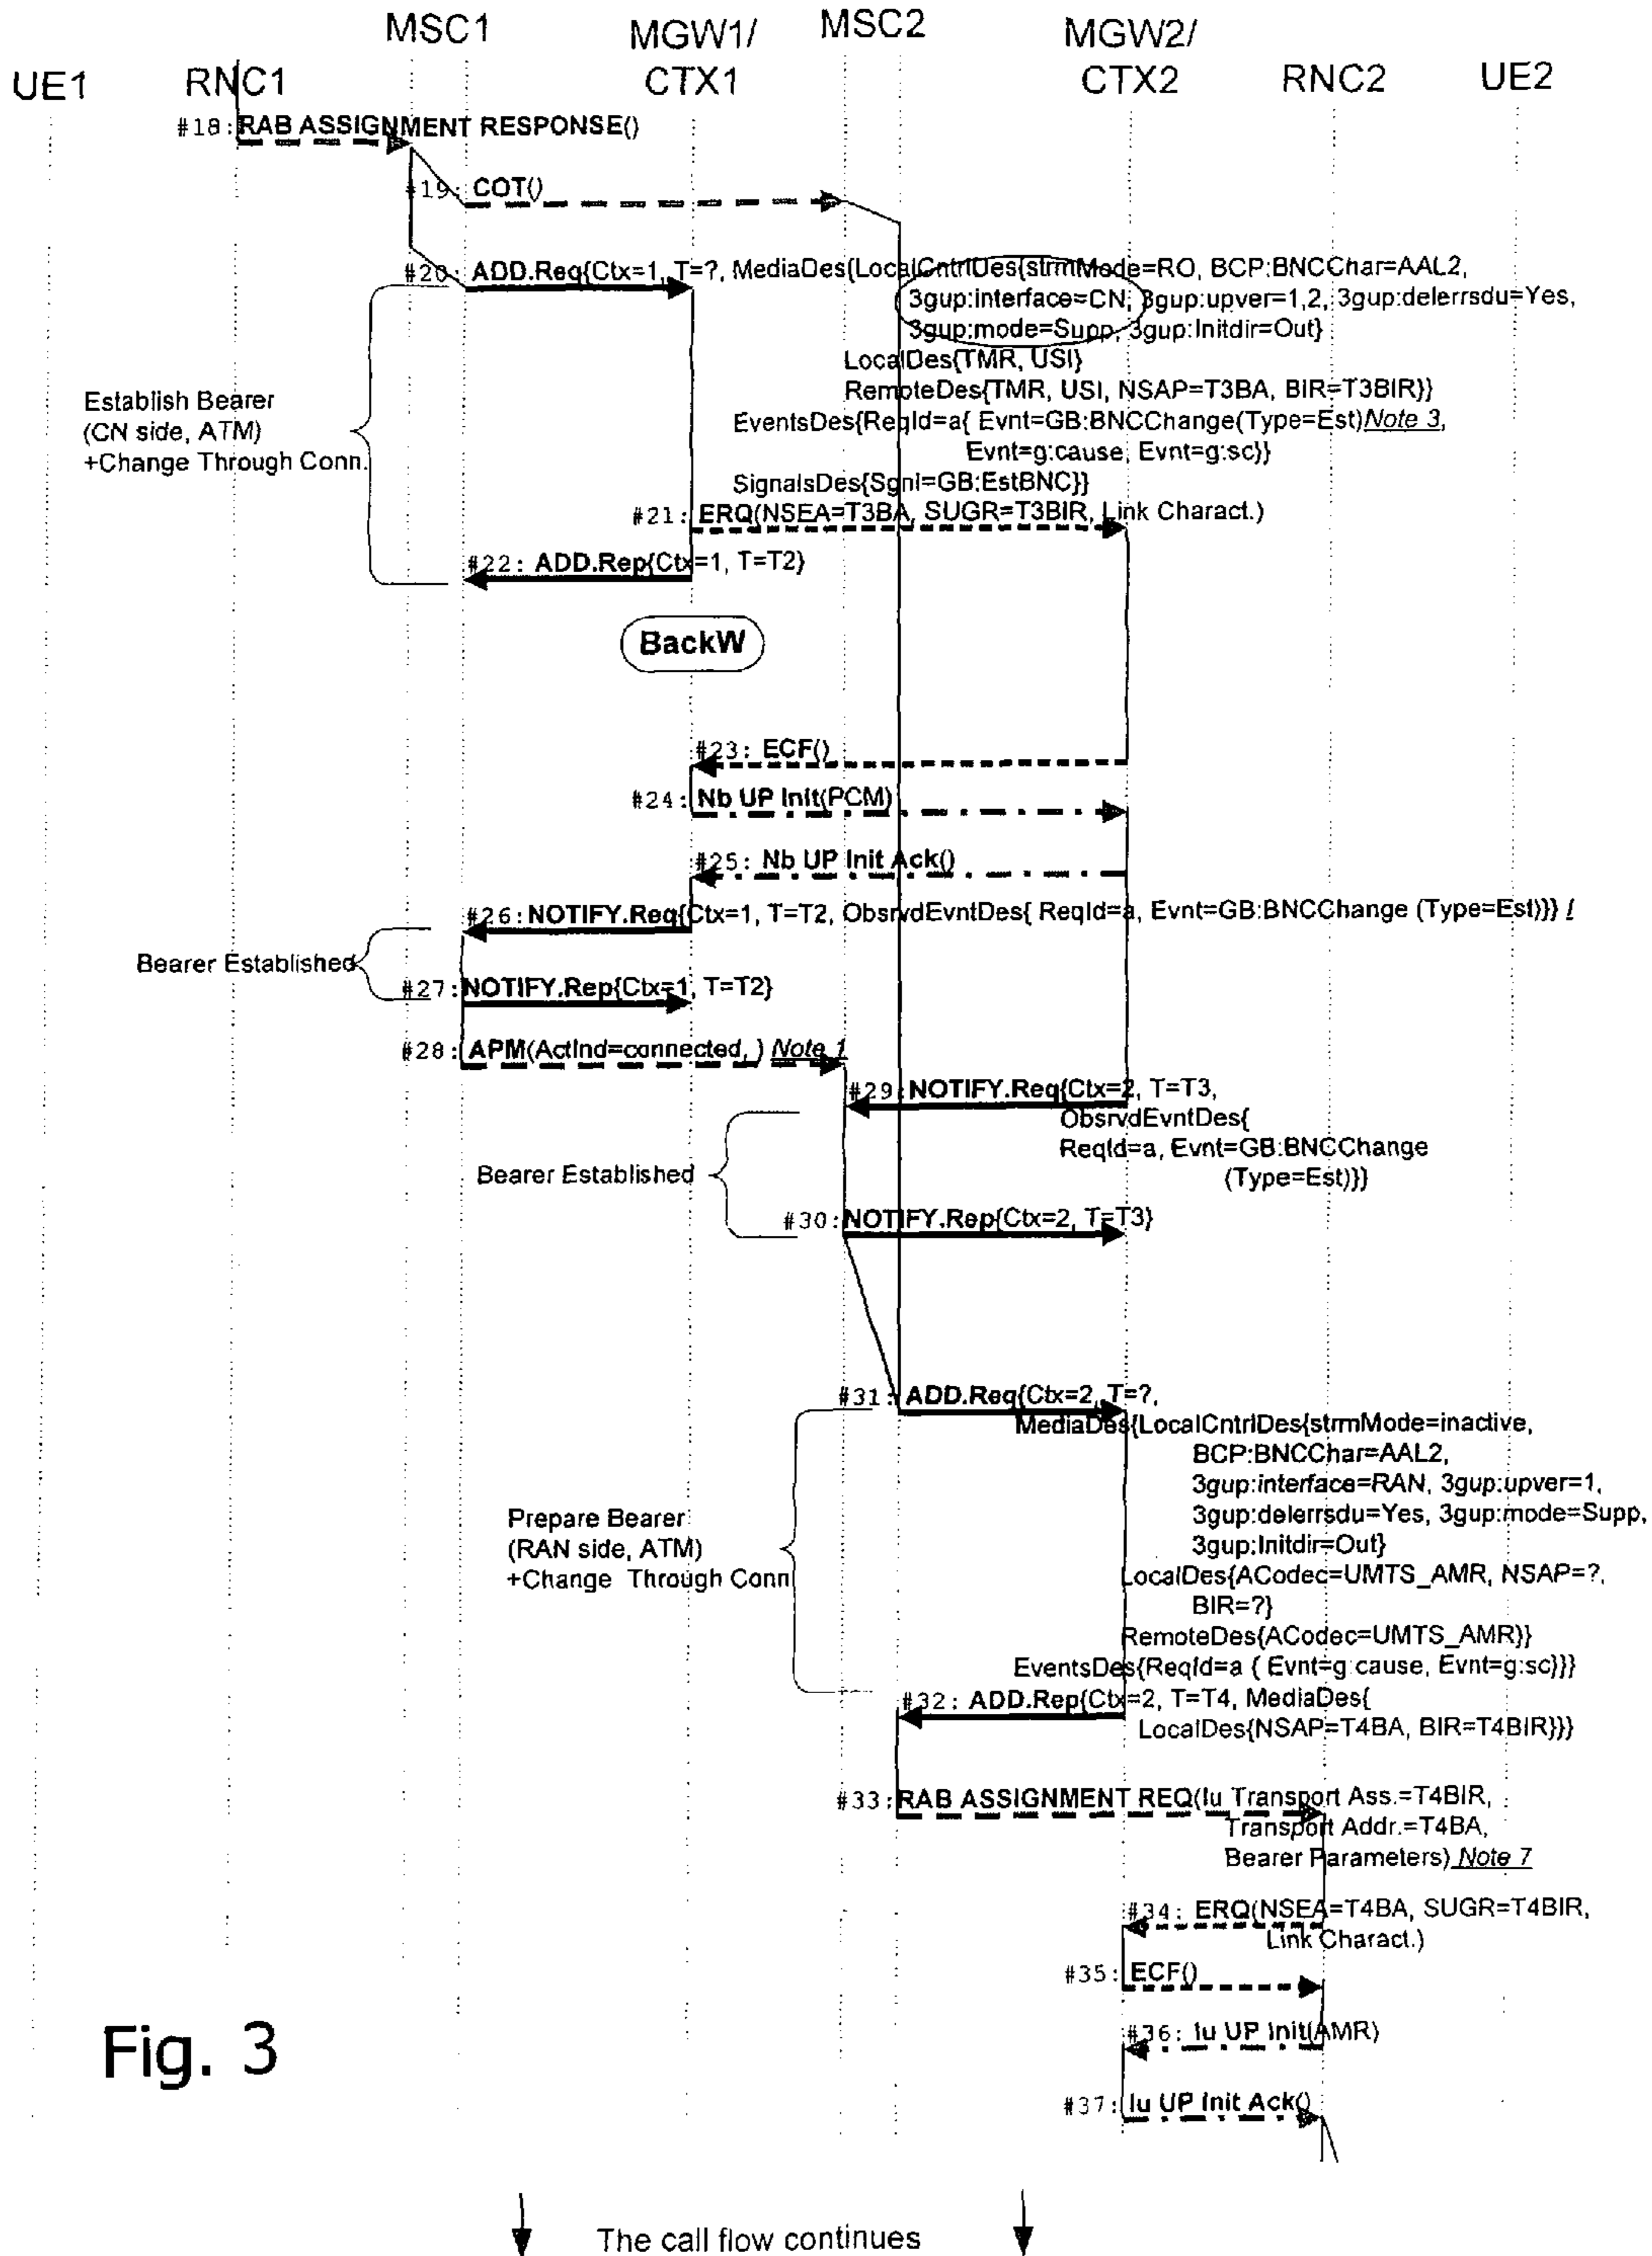 MSC1 MGW1/ MSC2 MGW2/
UE1 RNC1 CTX1 CTX2 RNC2 UE2
#18: RAB ASSIGNMENT RESPONSE()
#19: COT()
#20: ADD.Req{Ctx=1, T=?, MediaDes{LocalCntrlDes{strmMode=RO, BCP:BNCChar=AAL2,
3gup:interface=CN, 3gup:upver=1,2, 3gup:delerrsdu=Yes,
3gup:mode=Supp, 3gup:Initdir=Out}
LocalDes{TMR, USI}
RemoteDes{TMR, USI, NSAP=T3BA, BIR=T3BIR}}
EventsDes{ReqId=a{ Evnt=GB:BNCChange(Type=Est) Note 3,
Evnt=g:cause, Evnt=g:sc}}
SignalsDes{Sgnl=GB:EstBNC}}
Establish Bearer
(CN side, ATM)
+Change Through Conn.
#21: ERQ(NSEA=T3BA, SUGR=T3BIR, Link Charact.)
#22: ADD.Rep{Ctx=1, T=T2}
BackW
#23: ECF()
#24: Nb UP Init(PCM)
#25: Nb UP Init Ack()
#26: NOTIFY.Req{Ctx=1, T=T2, ObsrvdEvntDes{ ReqId=a, Evnt=GB:BNCChange (Type=Est)}} /
Bearer Established
#27: NOTIFY.Rep{Ctx=1, T=T2}
#28: APM(ActInd=connected, ) Note 1
#29: NOTIFY.Req{Ctx=2, T=T3,
ObsrvdEvntDes{
ReqId=a, Evnt=GB:BNCChange
(Type=Est)}}
Bearer Established
#30: NOTIFY.Rep{Ctx=2, T=T3}
#31: ADD.Req{Ctx=2, T=?,
MediaDes{LocalCntrlDes{strmMode=inactive,
BCP:BNCChar=AAL2,
3gup:interface=RAN, 3gup:upver=1,
3gup:delerrsdu=Yes, 3gup:mode=Supp,
3gup:Initdir=Out}
LocalDes{ACodec=UMTS_AMR, NSAP=?,
BIR=?}
RemoteDes{ACodec=UMTS_AMR}}
EventsDes{ReqId=a { Evnt=g:cause, Evnt=g:sc}}}
Prepare Bearer
(RAN side, ATM)
+Change Through Conn
#32: ADD.Rep{Ctx=2, T=T4, MediaDes{
LocalDes{NSAP=T4BA, BIR=T4BIR}}}
#33: RAB ASSIGNMENT REQ(Iu Transport Ass.=T4BIR,
Transport Addr.=T4BA,
Bearer Parameters) Note 7
#34: ERQ(NSEA=T4BA, SUGR=T4BIR,
Link Charact.)
#35: ECF()
#36: Iu UP Init(AMR)
#37: Iu UP Init Ack()
Fig. 3
The call flow continues